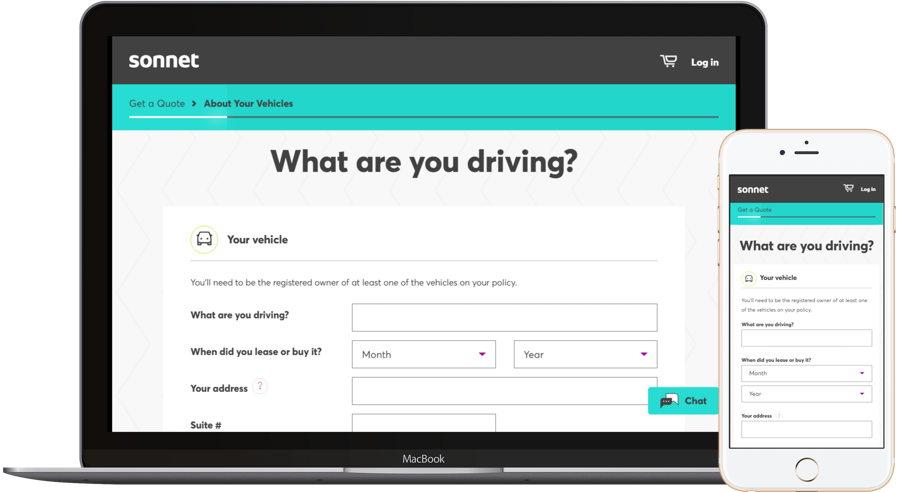 sonnet
Log in
Get a Quote > About Your Vehicles
What are you driving?
Your vehicle
You'll need to be the registered owner of at least one of the vehicles on your policy.
What are you driving?
When did you lease or buy it?
Month
Year
Your address ?
Suite #
Chat
MacBook
sonnet
Log in
Get a Quote
What are you driving?
Your vehicle
You'll need to be the registered owner of at least one
of the vehicles on your policy.
What are you driving?
When did you lease or buy it?
Month
Year
Your address